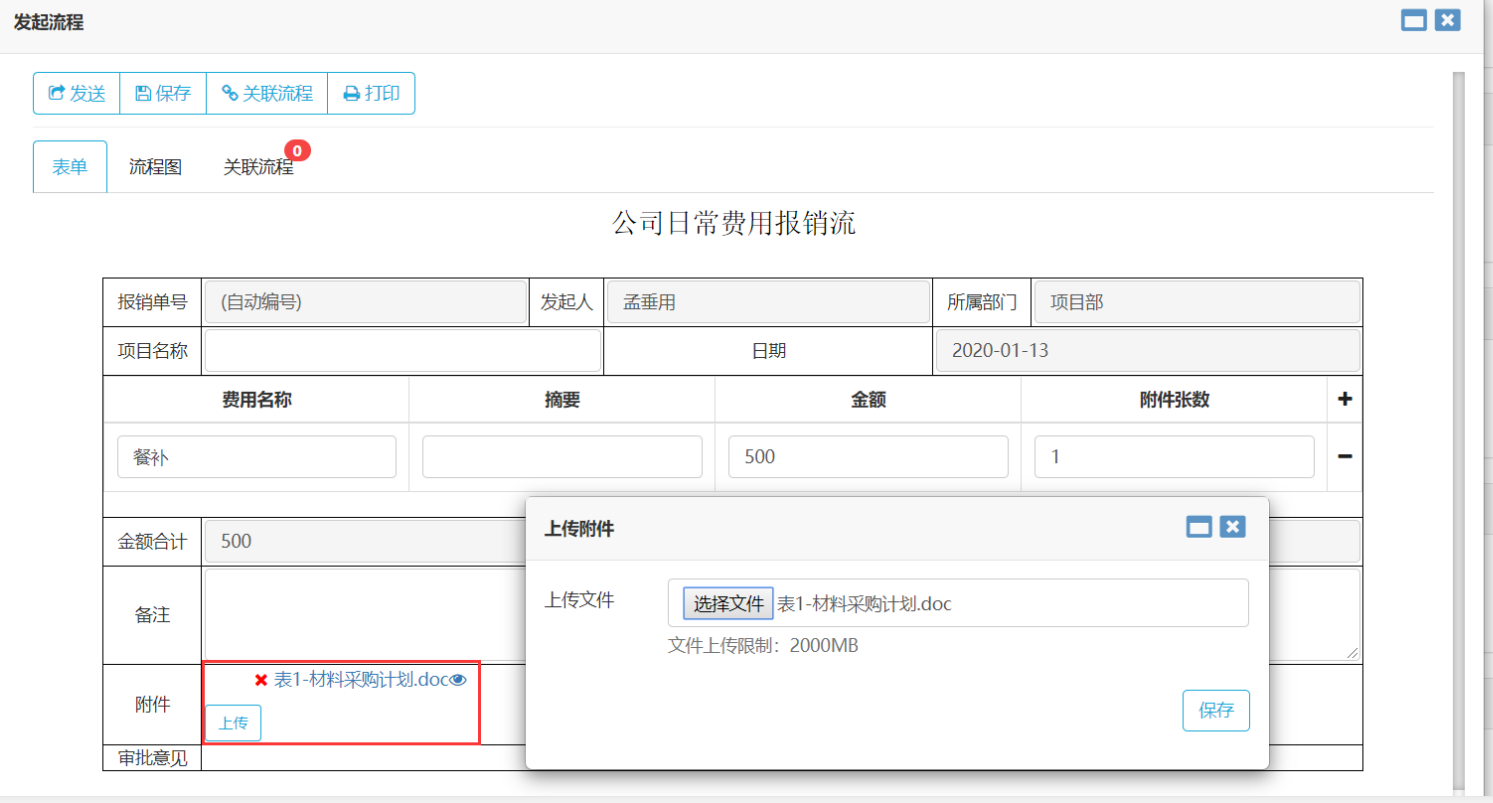 发起流程
发送 保存 关联流程 打印
表单 流程图 关联流程 0
公司日常费用报销流
报销单号 (自动编号) 发起人 孟垂用 所属部门 项目部
项目名称 日期 2020-01-13
费用名称 摘要 金额 附件张数
餐补 500 1
金额合计 500
备注
附件 表1-材料采购计划.doc
上传
审批意见
上传附件
上传文件 选择文件 表1-材料采购计划.doc
文件上传限制：2000MB
保存